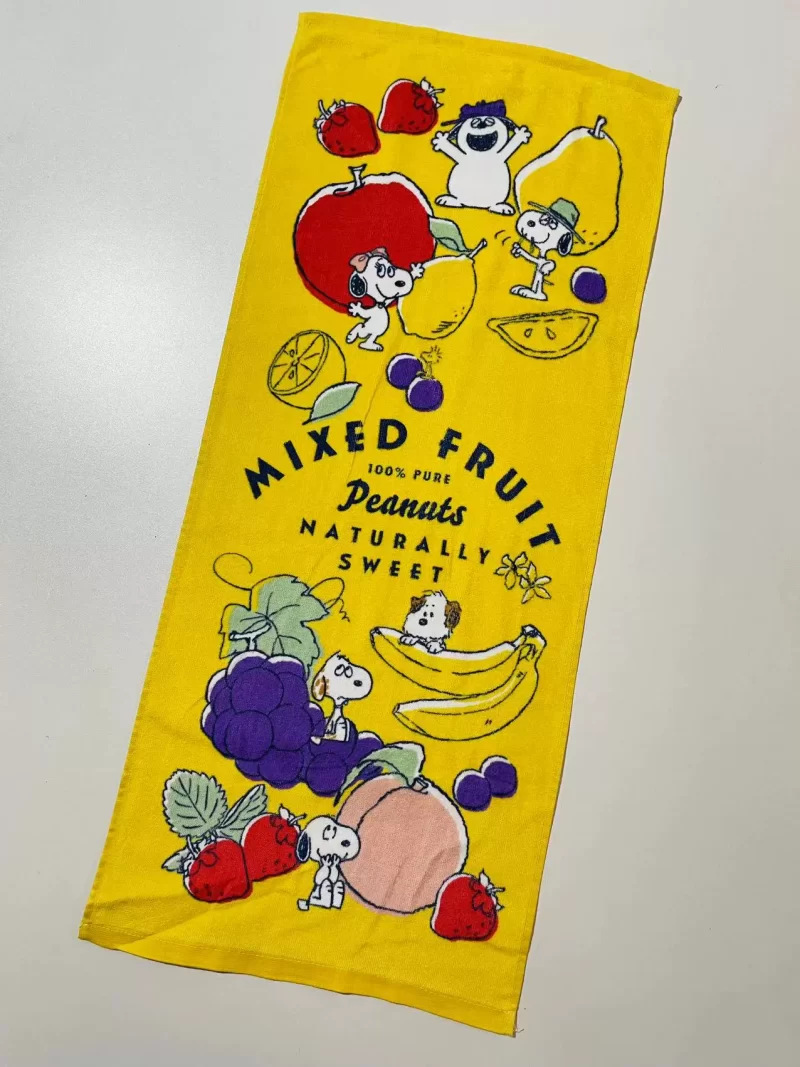 MIXED FRUIT
100% PURE
Peanuts
NATURALLY
SWEET